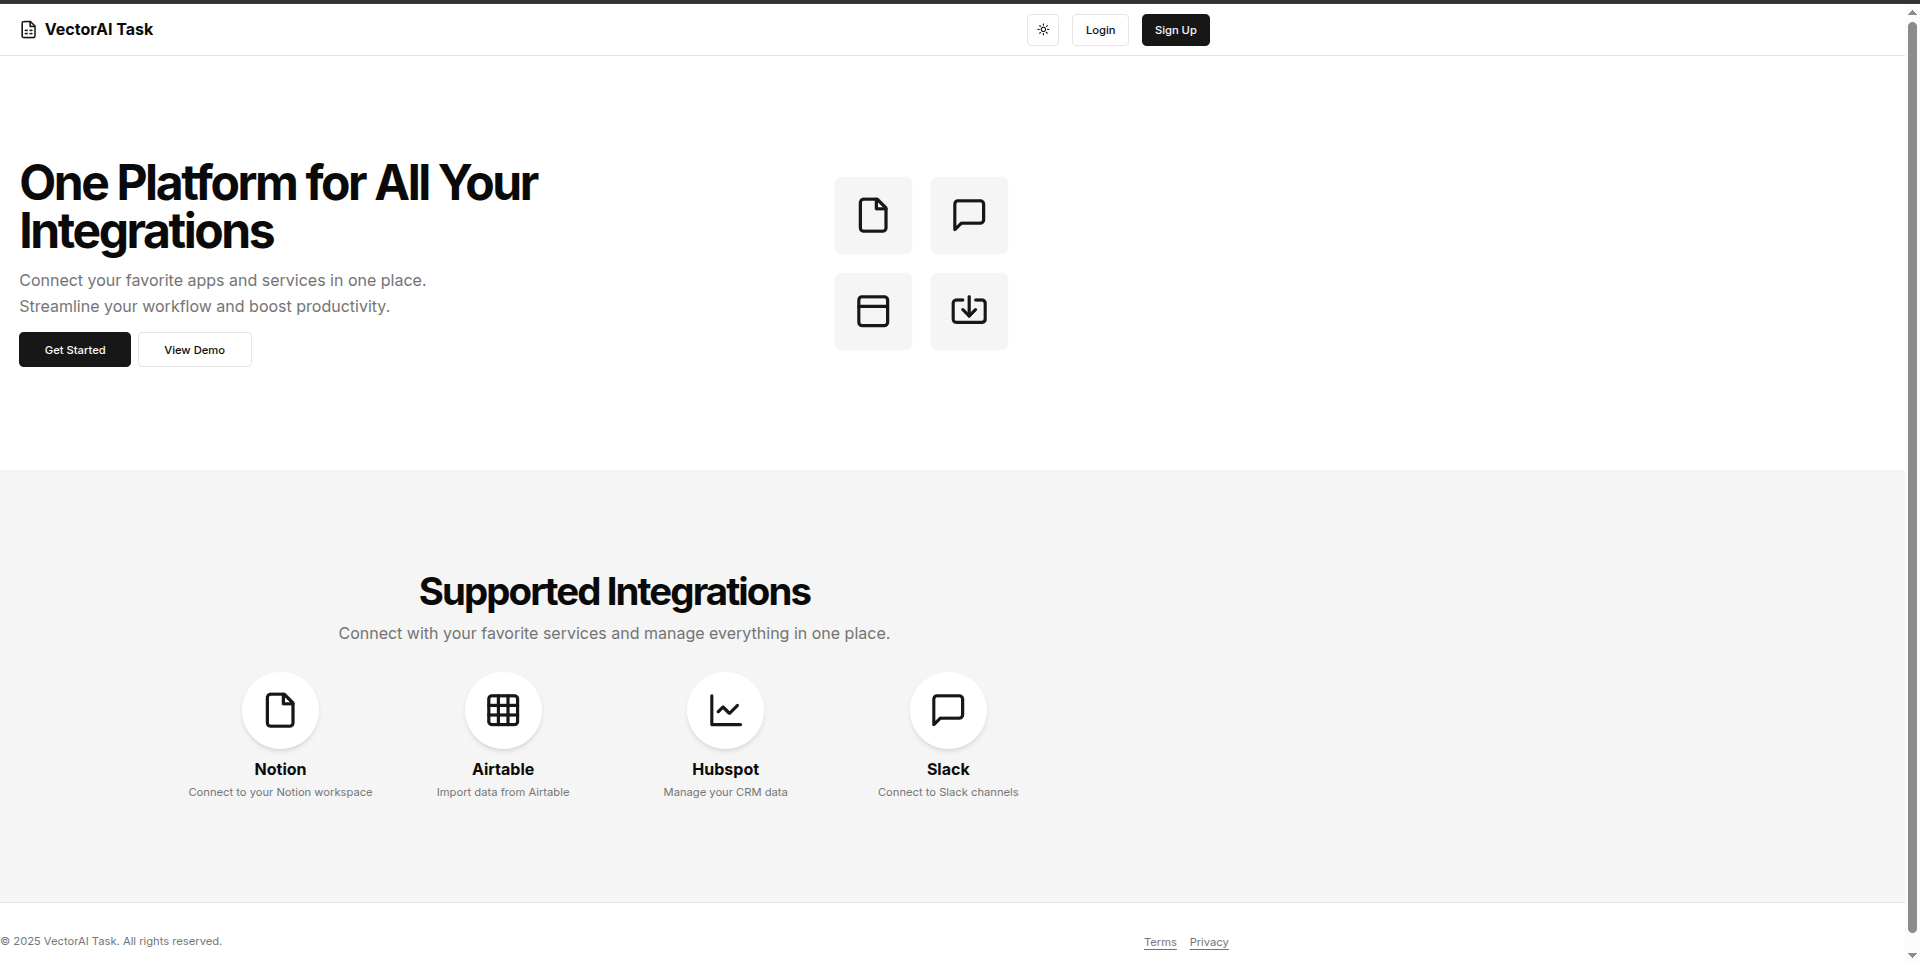 VectorAI Task
Login
Sign Up
One Platform for All Your
Integrations
Connect your favorite apps and services in one place.
Streamline your workflow and boost productivity.
Get Started
View Demo
Supported Integrations
Connect with your favorite services and manage everything in one place.
Notion
Connect to your Notion workspace
Airtable
Import data from Airtable
Hubspot
Manage your CRM data
Slack
Connect to Slack channels
© 2025 VectorAI Task. All rights reserved.
Terms
Privacy